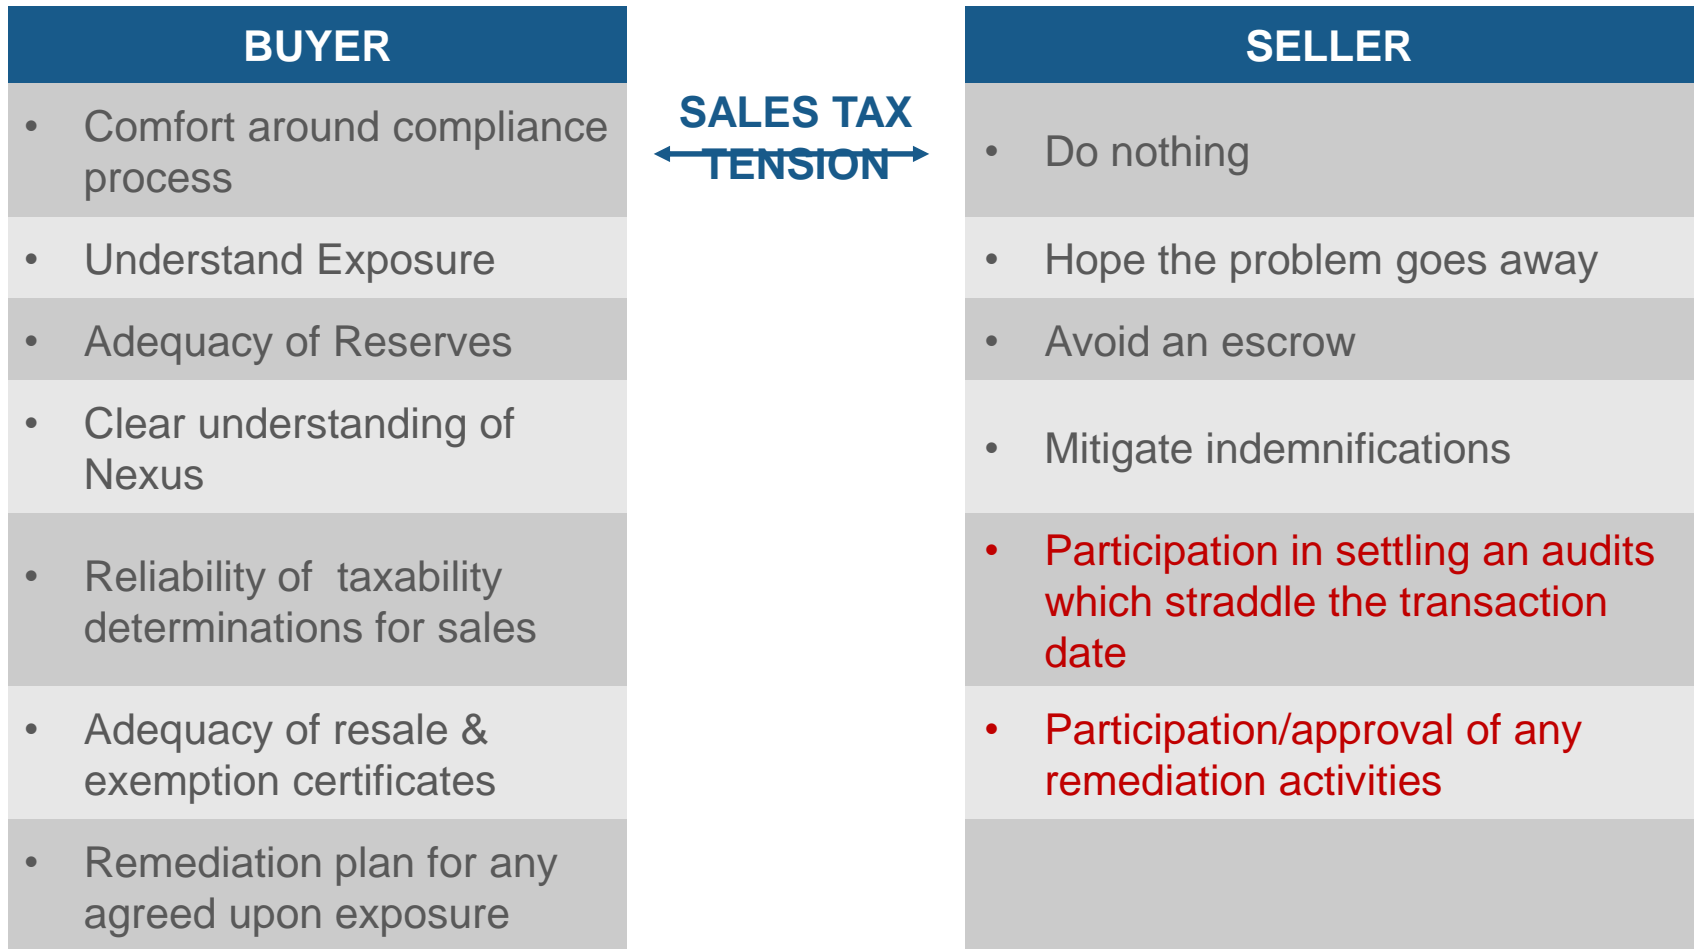 BUYER
• Comfort around compliance
process
• Understand Exposure
• Adequacy of Reserves
• Clear understanding of
Nexus
• Reliability of  taxability
determinations for sales
• Adequacy of resale &
exemption certificates
• Remediation plan for any
agreed upon exposure
SALES TAX
TENSION
SELLER
• Do nothing
• Hope the problem goes away
• Avoid an escrow
• Mitigate indemnifications
• Participation in settling an audits
which straddle the transaction
date
• Participation/approval of any
remediation activities